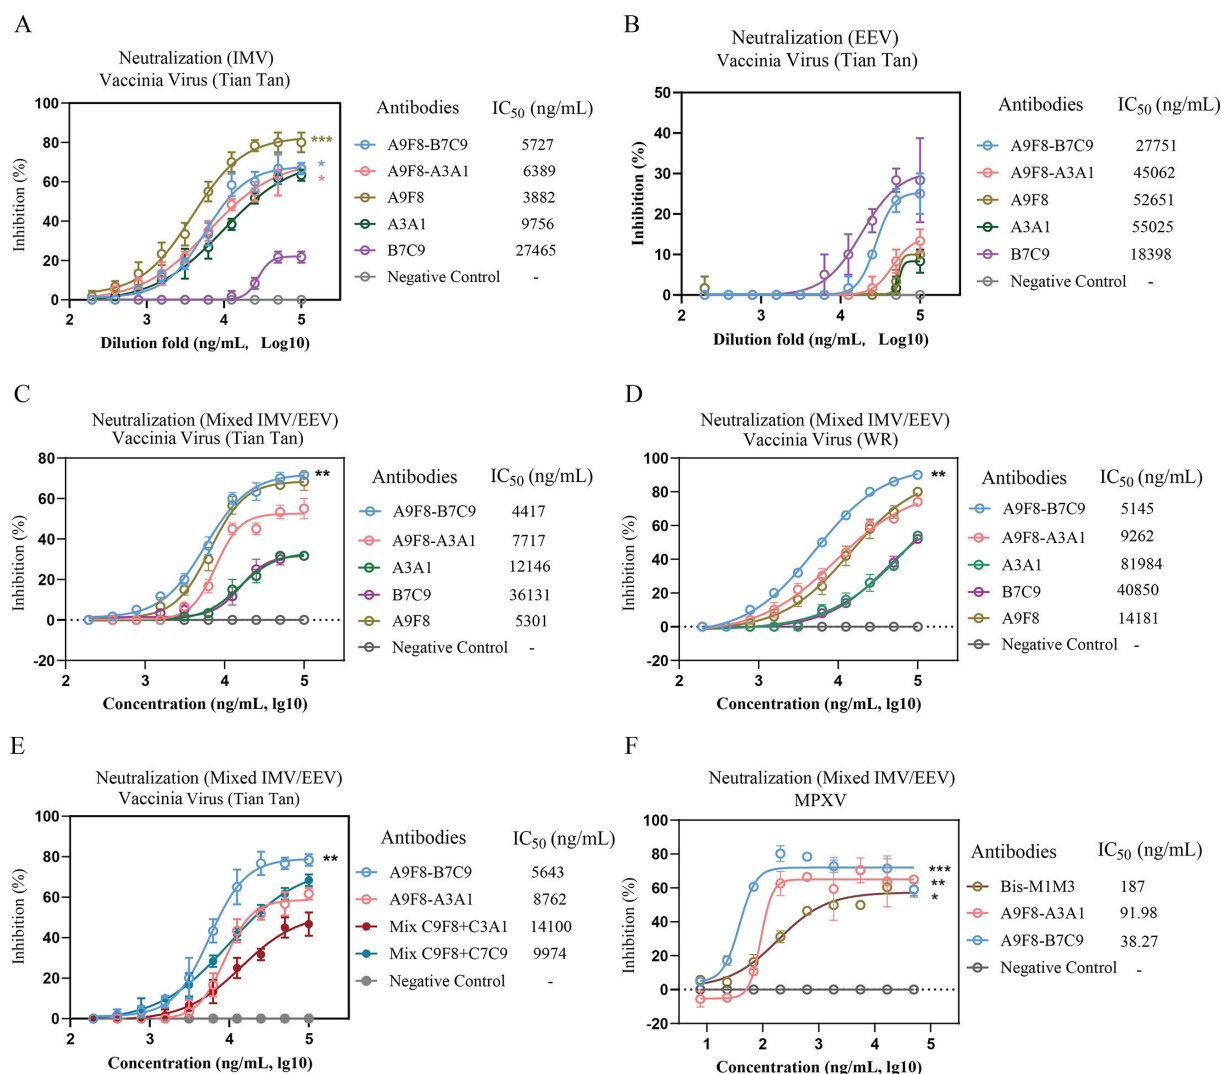 A
Neutralization (IMV)
Vaccinia Virus (Tian Tan)
Inhibition (%)
100
80
60
40
20
0
2 3 4 5
Dilution fold (ng/mL, Log10)
***
*
*
Antibodies IC50 (ng/mL)
A9F8-B7C9 5727
A9F8-A3A1 6389
A9F8 3882
A3A1 9756
B7C9 27465
Negative Control -
B
Neutralization (EEV)
Vaccinia Virus (Tian Tan)
Inhibition (%)
50
40
30
20
10
0
2 3 4 5
Dilution fold (ng/mL, Log10)
Antibodies IC50 (ng/mL)
A9F8-B7C9 27751
A9F8-A3A1 45062
A9F8 52651
A3A1 55025
B7C9 18398
Negative Control -
C
Neutralization (Mixed IMV/EEV)
Vaccinia Virus (Tian Tan)
Inhibition (%)
80
60
40
20
0
-20
2 3 4 5
Concentration (ng/mL, lg10)
**
Antibodies IC50 (ng/mL)
A9F8-B7C9 4417
A9F8-A3A1 7717
A3A1 12146
B7C9 36131
A9F8 5301
Negative Control -
D
Neutralization (Mixed IMV/EEV)
Vaccinia Virus (WR)
Inhibition (%)
100
80
60
40
20
0
-20
2 3 4 5
Concentration (ng/mL, lg10)
**
Antibodies IC50 (ng/mL)
A9F8-B7C9 5145
A9F8-A3A1 9262
A3A1 81984
B7C9 40850
A9F8 14181
Negative Control -
E
Neutralization (Mixed IMV/EEV)
Vaccinia Virus (Tian Tan)
Inhibition (%)
100
80
60
40
20
0
2 3 4 5
Concentration (ng/mL, lg10)
**
Antibodies IC50 (ng/mL)
A9F8-B7C9 5643
A9F8-A3A1 8762
Mix C9F8+C3A1 14100
Mix C9F8+C7C9 9974
Negative Control -
F
Neutralization (Mixed IMV/EEV)
MPXV
Inhibition (%)
100
80
60
40
20
0
-20
1 2 3 4 5
Concentration (ng/mL, lg10)
***
**
*
Antibodies IC50 (ng/mL)
Bis-M1M3 187
A9F8-A3A1 91.98
A9F8-B7C9 38.27
Negative Control -